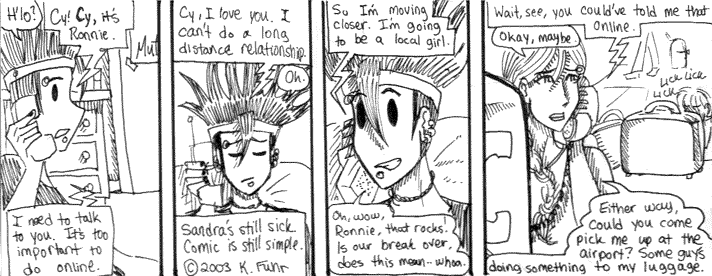 H'lo?
Cy! Cy, it's
Ronnie.
Mut
I need to talk
to you. It's too
important to
do online.
Cy, I love you. I
can't do a long
distance relationship.
Oh.
Sandra's still sick.
Comic is still simple.
© 2003 K. Fuhr
So I'm moving
closer. I'm going
to be a local girl.
Oh, wow,
Ronnie, that rocks!
Is our break over,
does this mean-- whoa.
Wait, see, you could've told me that
Online.
Okay, maybe
LICK LICK
LICK
Either way,
could you come
pick me up at the
airport? Some guy's
doing something to my luggage.